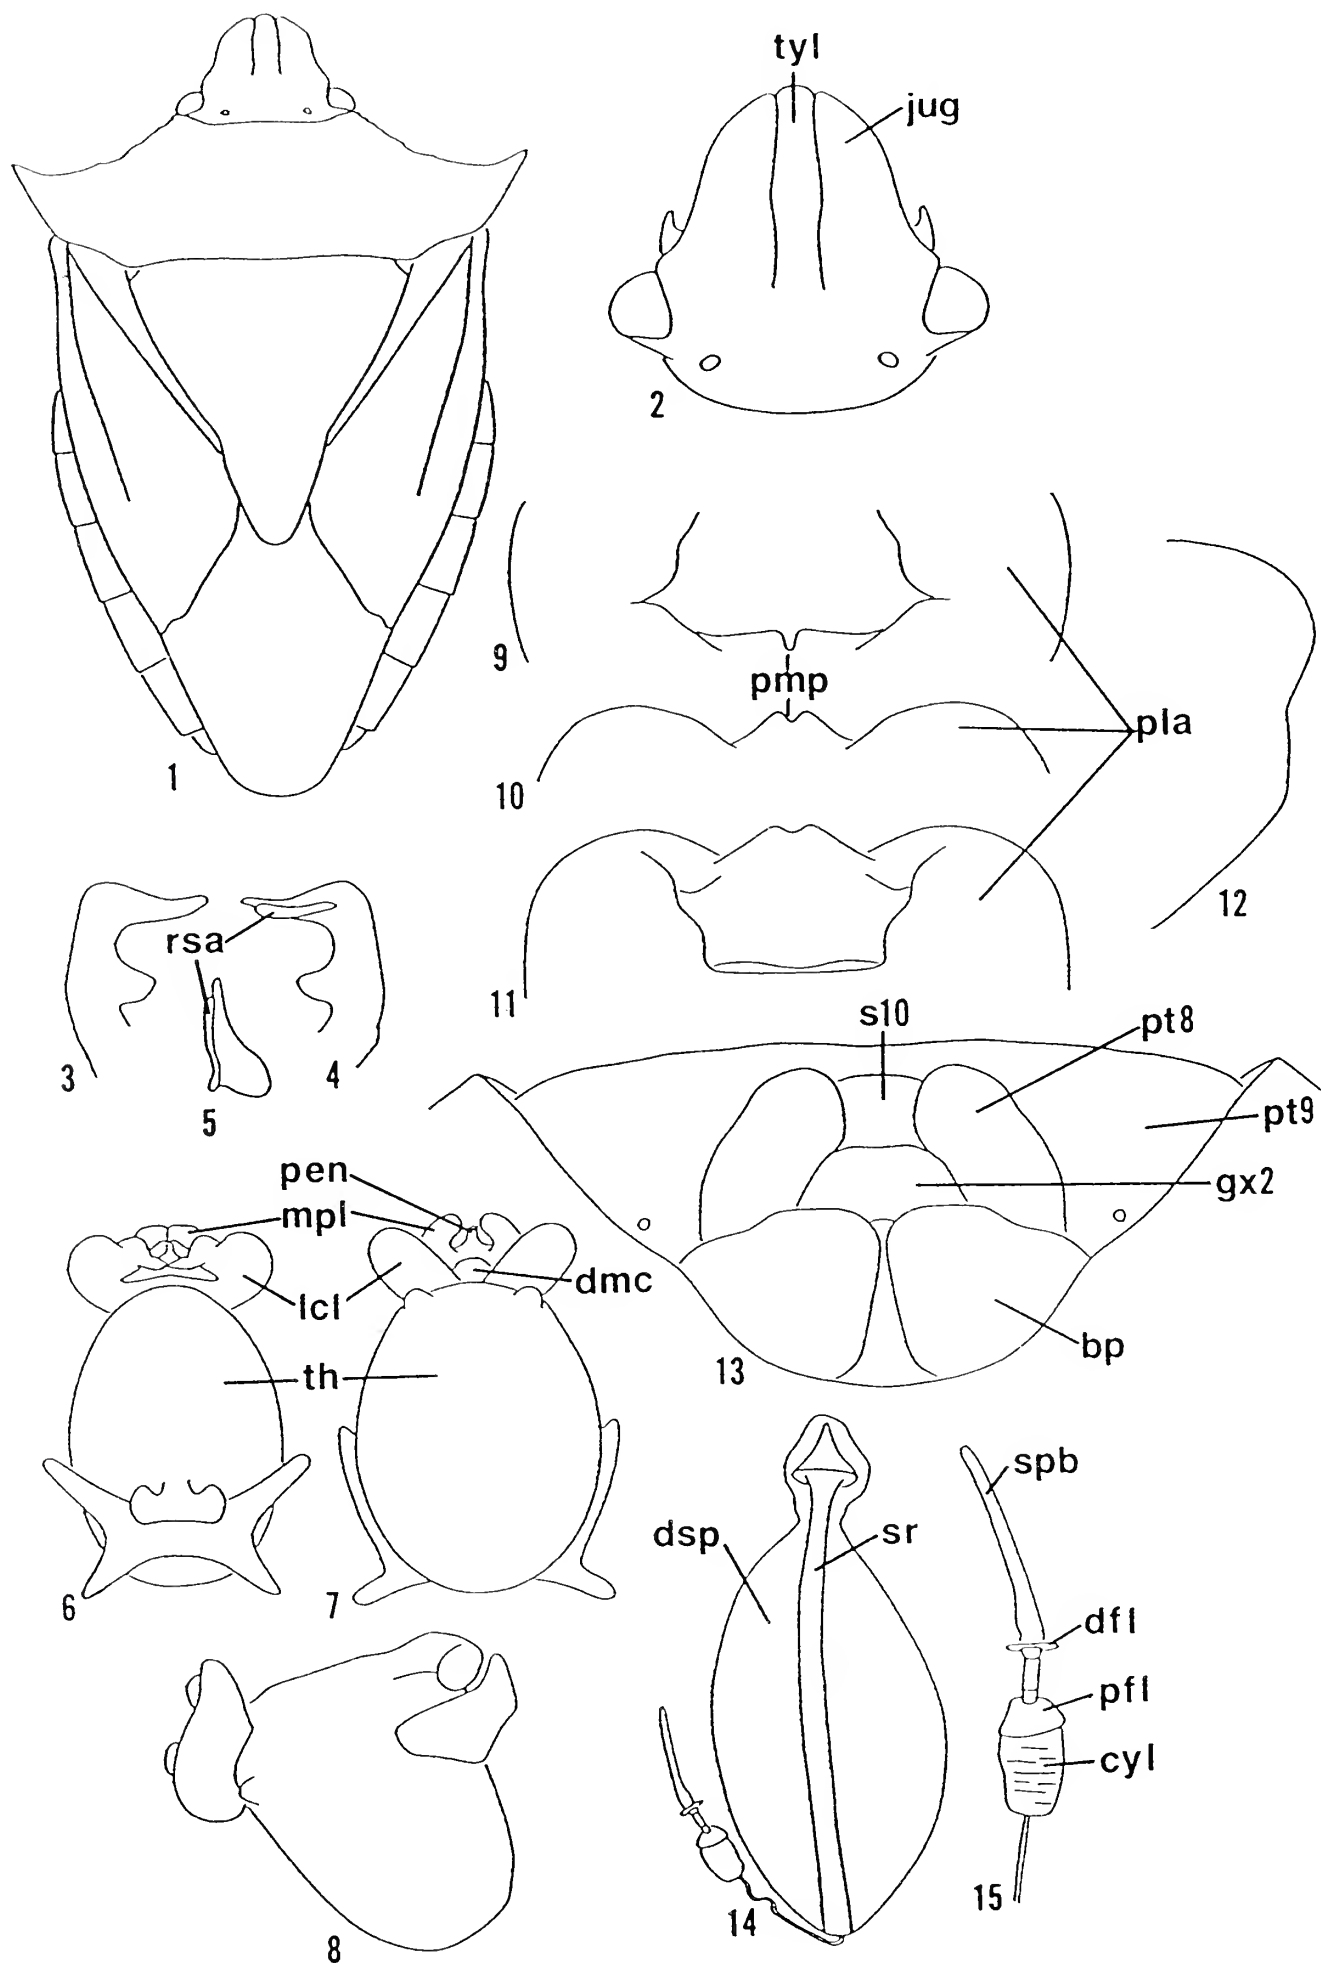 tyl
jug
1
2
9
pmp
pla
10
11
12
rsa
3
4
5
s10
pt8
pt9
gx2
bp
13
pen
mpl
lcl
dmc
th
6
7
8
dsp
sr
14
spb
dfl
pfl
cyl
15